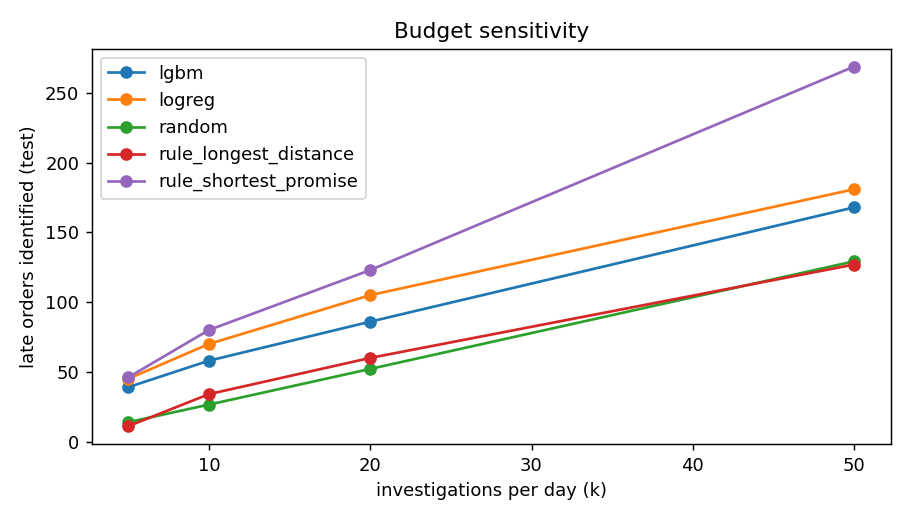 Budget sensitivity
lgbm
logreg
random
rule_longest_distance
rule_shortest_promise
late orders identified (test)
250
200
150
100
50
0
10
20
30
40
50
investigations per day (k)